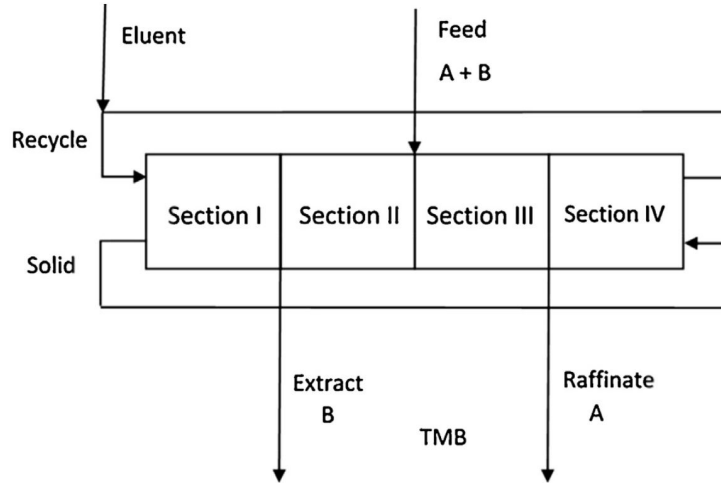 Eluent
Feed
A + B
Recycle
Section I
Section II
Section III
Section IV
Solid
Extract
B
Raffinate
A
TMB